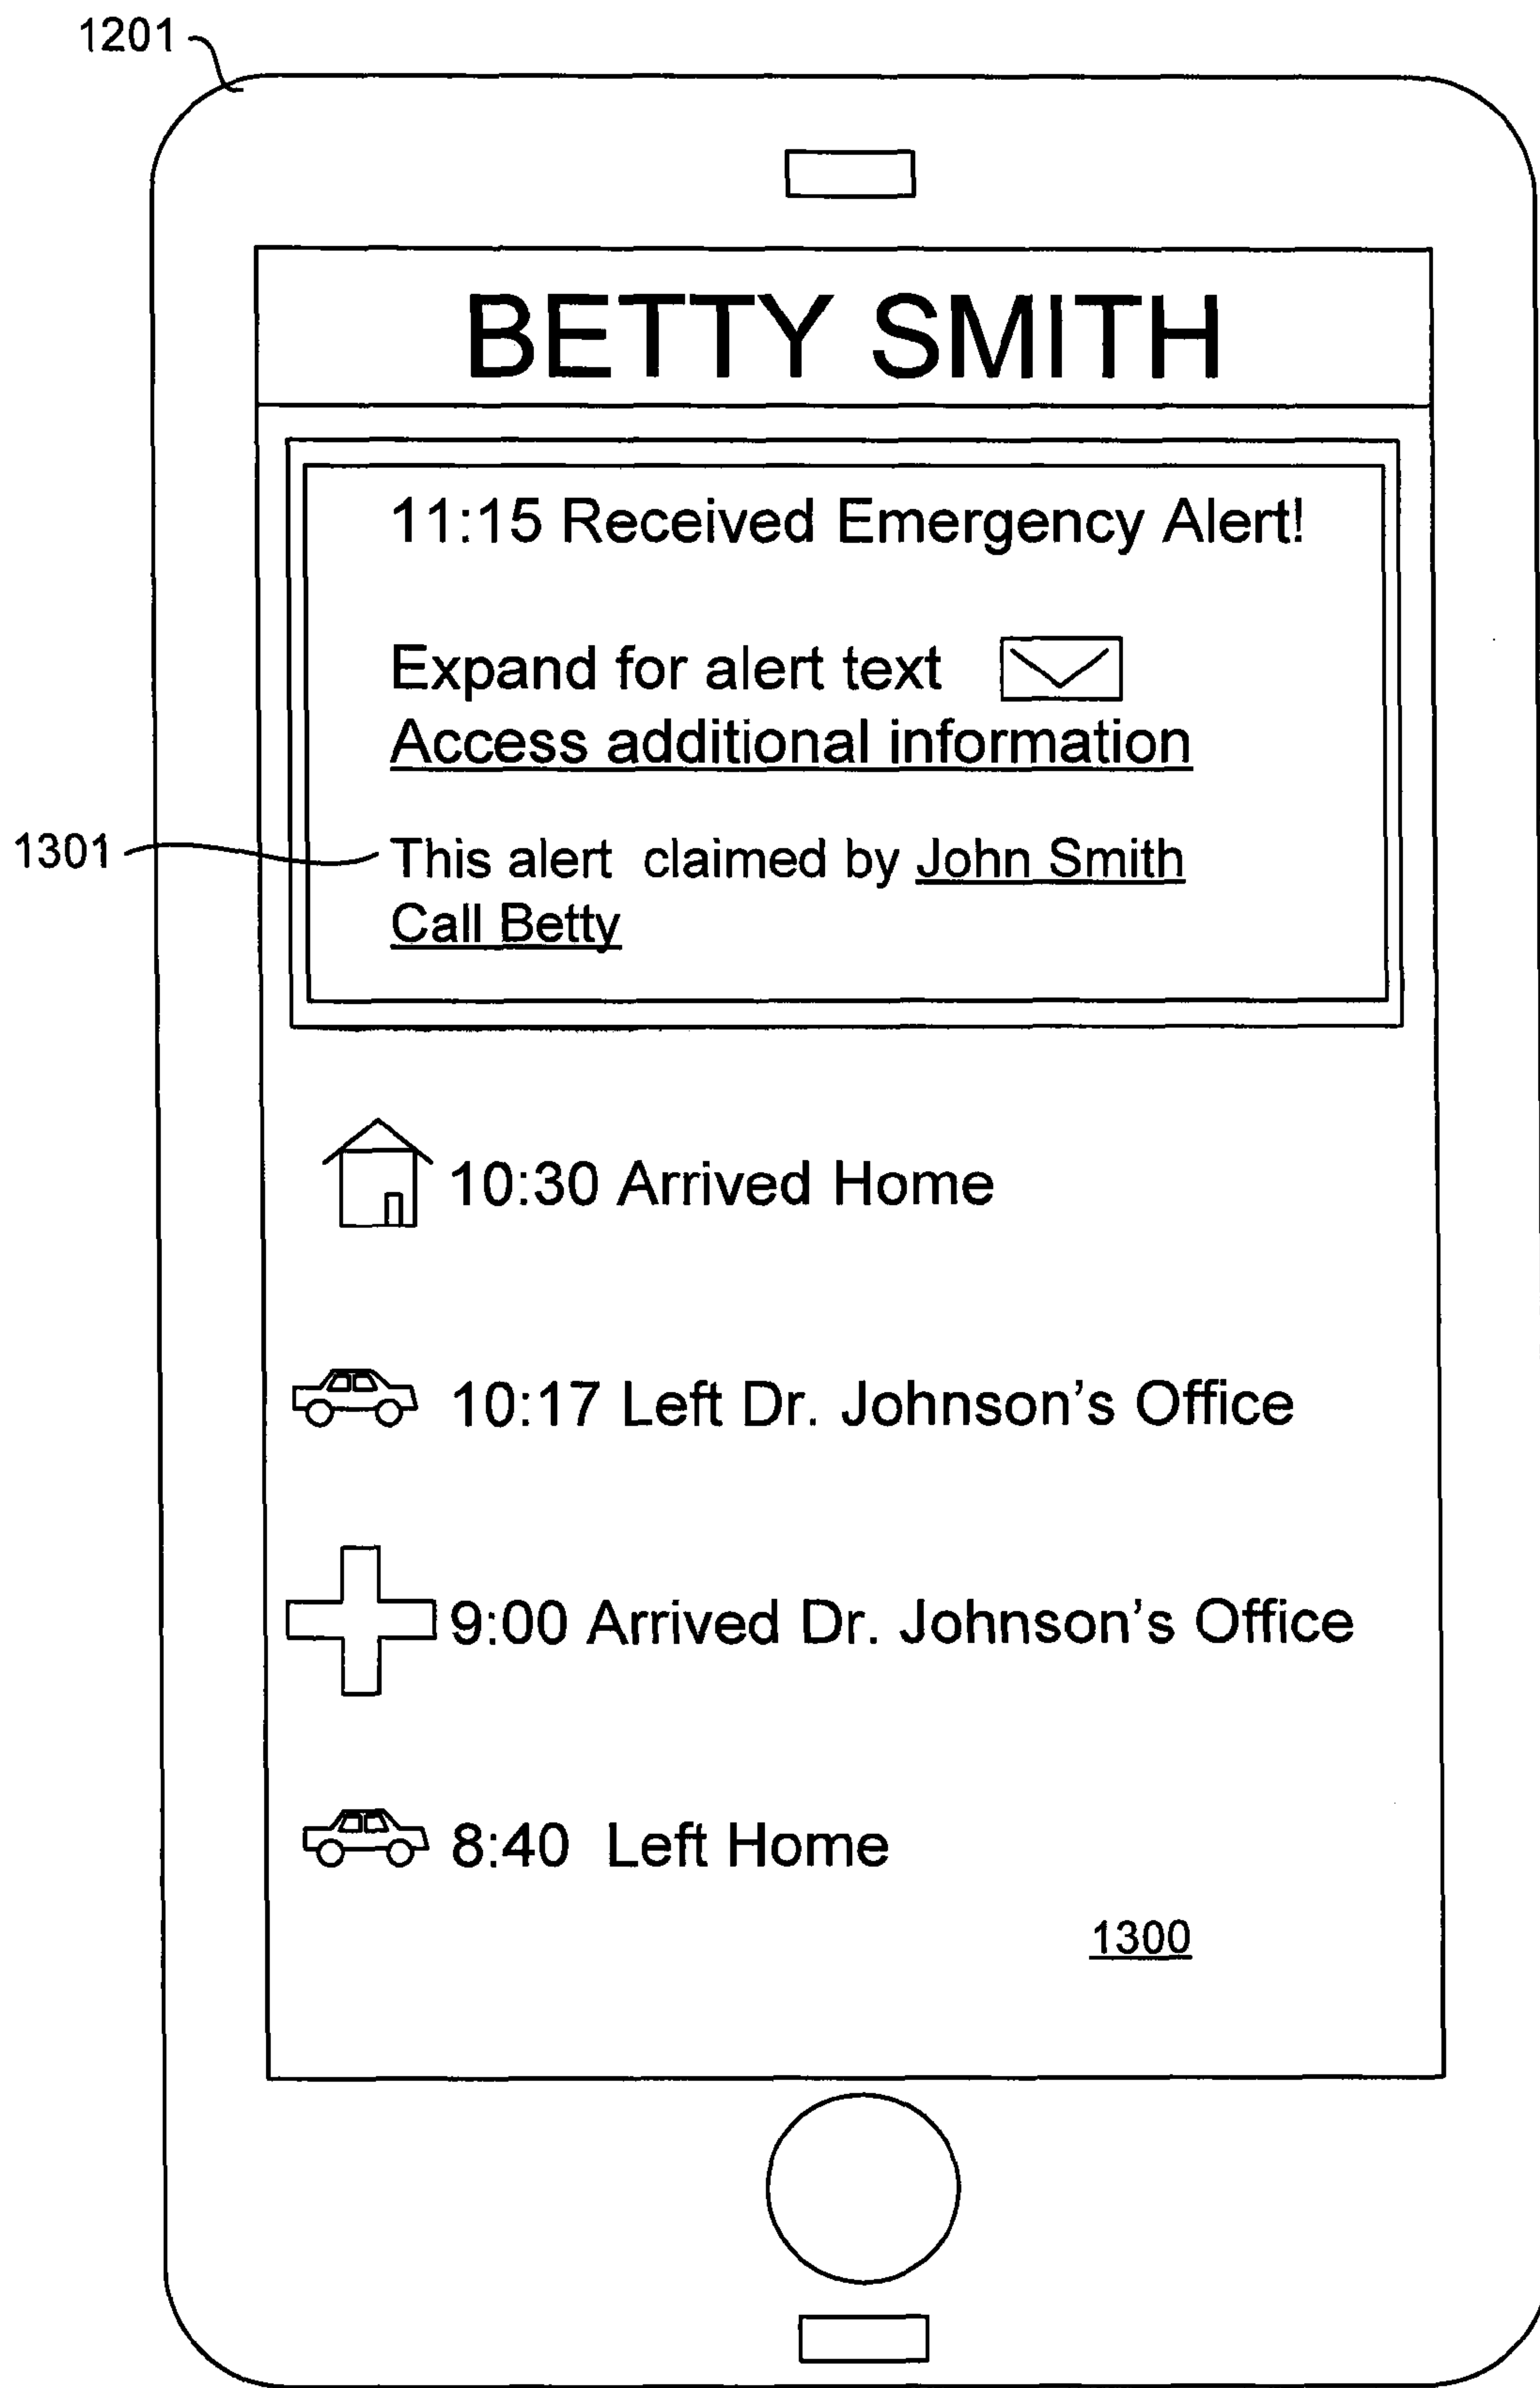 1201
BETTY SMITH
11:15 Received Emergency Alert!
Expand for alert text
Access additional information
1301
This alert claimed by John Smith
Call Betty
10:30 Arrived Home
10:17 Left Dr. Johnson's Office
9:00 Arrived Dr. Johnson's Office
8:40 Left Home
1300